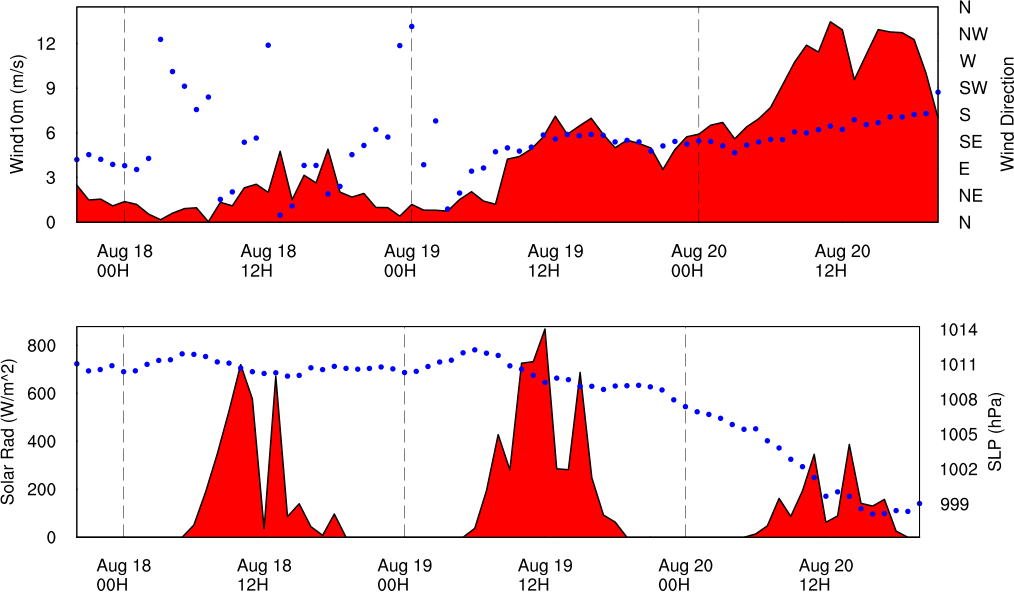 N
NW
W
SW
S
SE
E
NE
N
12
9
6
3
0
Wind10m (m/s)
Wind Direction
Aug 18
00H
Aug 18
12H
Aug 19
00H
Aug 19
12H
Aug 20
00H
Aug 20
12H
800
600
400
200
0
Solar Rad (W/m^2)
1014
1011
1008
1005
1002
999
SLP (hPa)
Aug 18
00H
Aug 18
12H
Aug 19
00H
Aug 19
12H
Aug 20
00H
Aug 20
12H